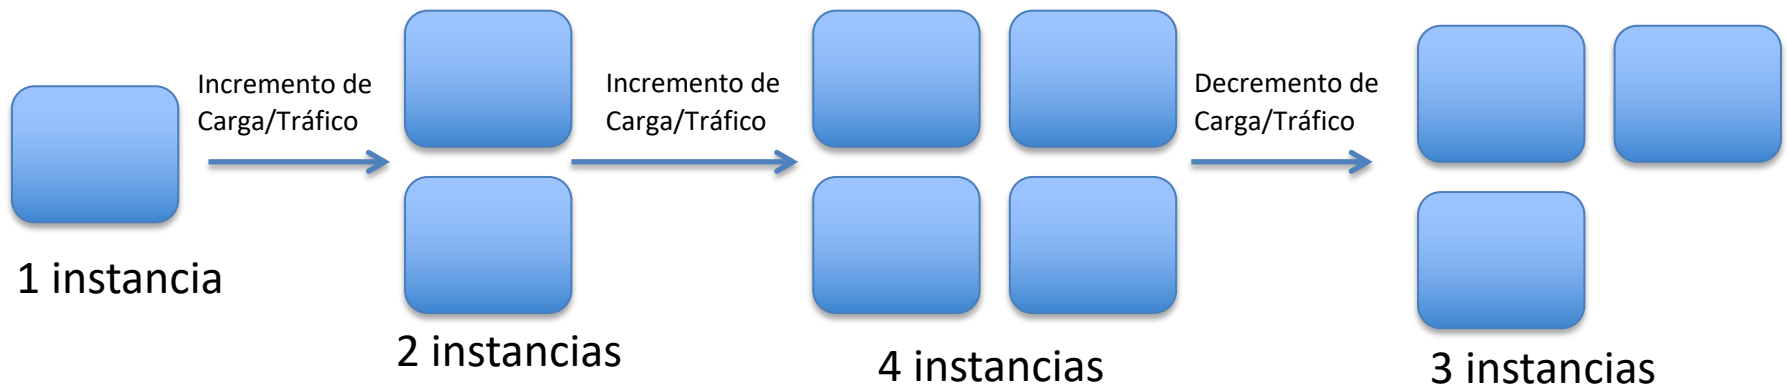 Incremento de
Carga/Tráfico
1 instancia
2 instancias
Incremento de
Carga/Tráfico
4 instancias
Decremento de
Carga/Tráfico
3 instancias